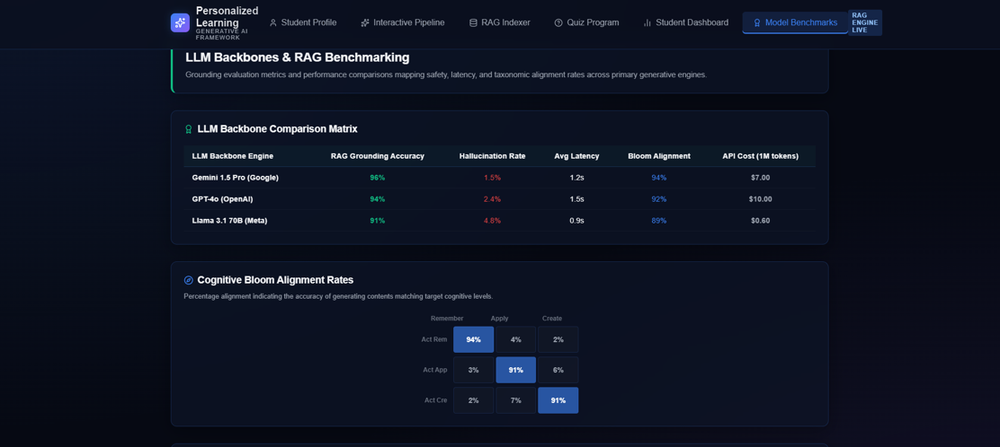 Personalized
Learning
GENERATIVE AI
FRAMEWORK
Student Profile
Interactive Pipeline
RAG Indexer
Quiz Program
Student Dashboard
Model Benchmarks
RAG
ENGINE
LIVE
LLM Backbones & RAG Benchmarking
Grounding evaluation metrics and performance comparisons mapping safety, latency, and taxonomic alignment rates across primary generative engines.
LLM Backbone Comparison Matrix
LLM Backbone Engine RAG Grounding Accuracy Hallucination Rate Avg Latency Bloom Alignment API Cost (1M tokens)
Gemini 1.5 Pro (Google) 96% 1.5% 1.2s 94% $7.00
GPT-4o (OpenAI) 94% 2.4% 1.5s 92% $10.00
Llama 3.1 70B (Meta) 91% 4.8% 0.9s 89% $0.60
Cognitive Bloom Alignment Rates
Percentage alignment indicating the accuracy of generating contents matching target cognitive levels.
Remember Apply Create
Act Rem 94% 4% 2%
Act App 3% 91% 6%
Act Cre 2% 7% 91%